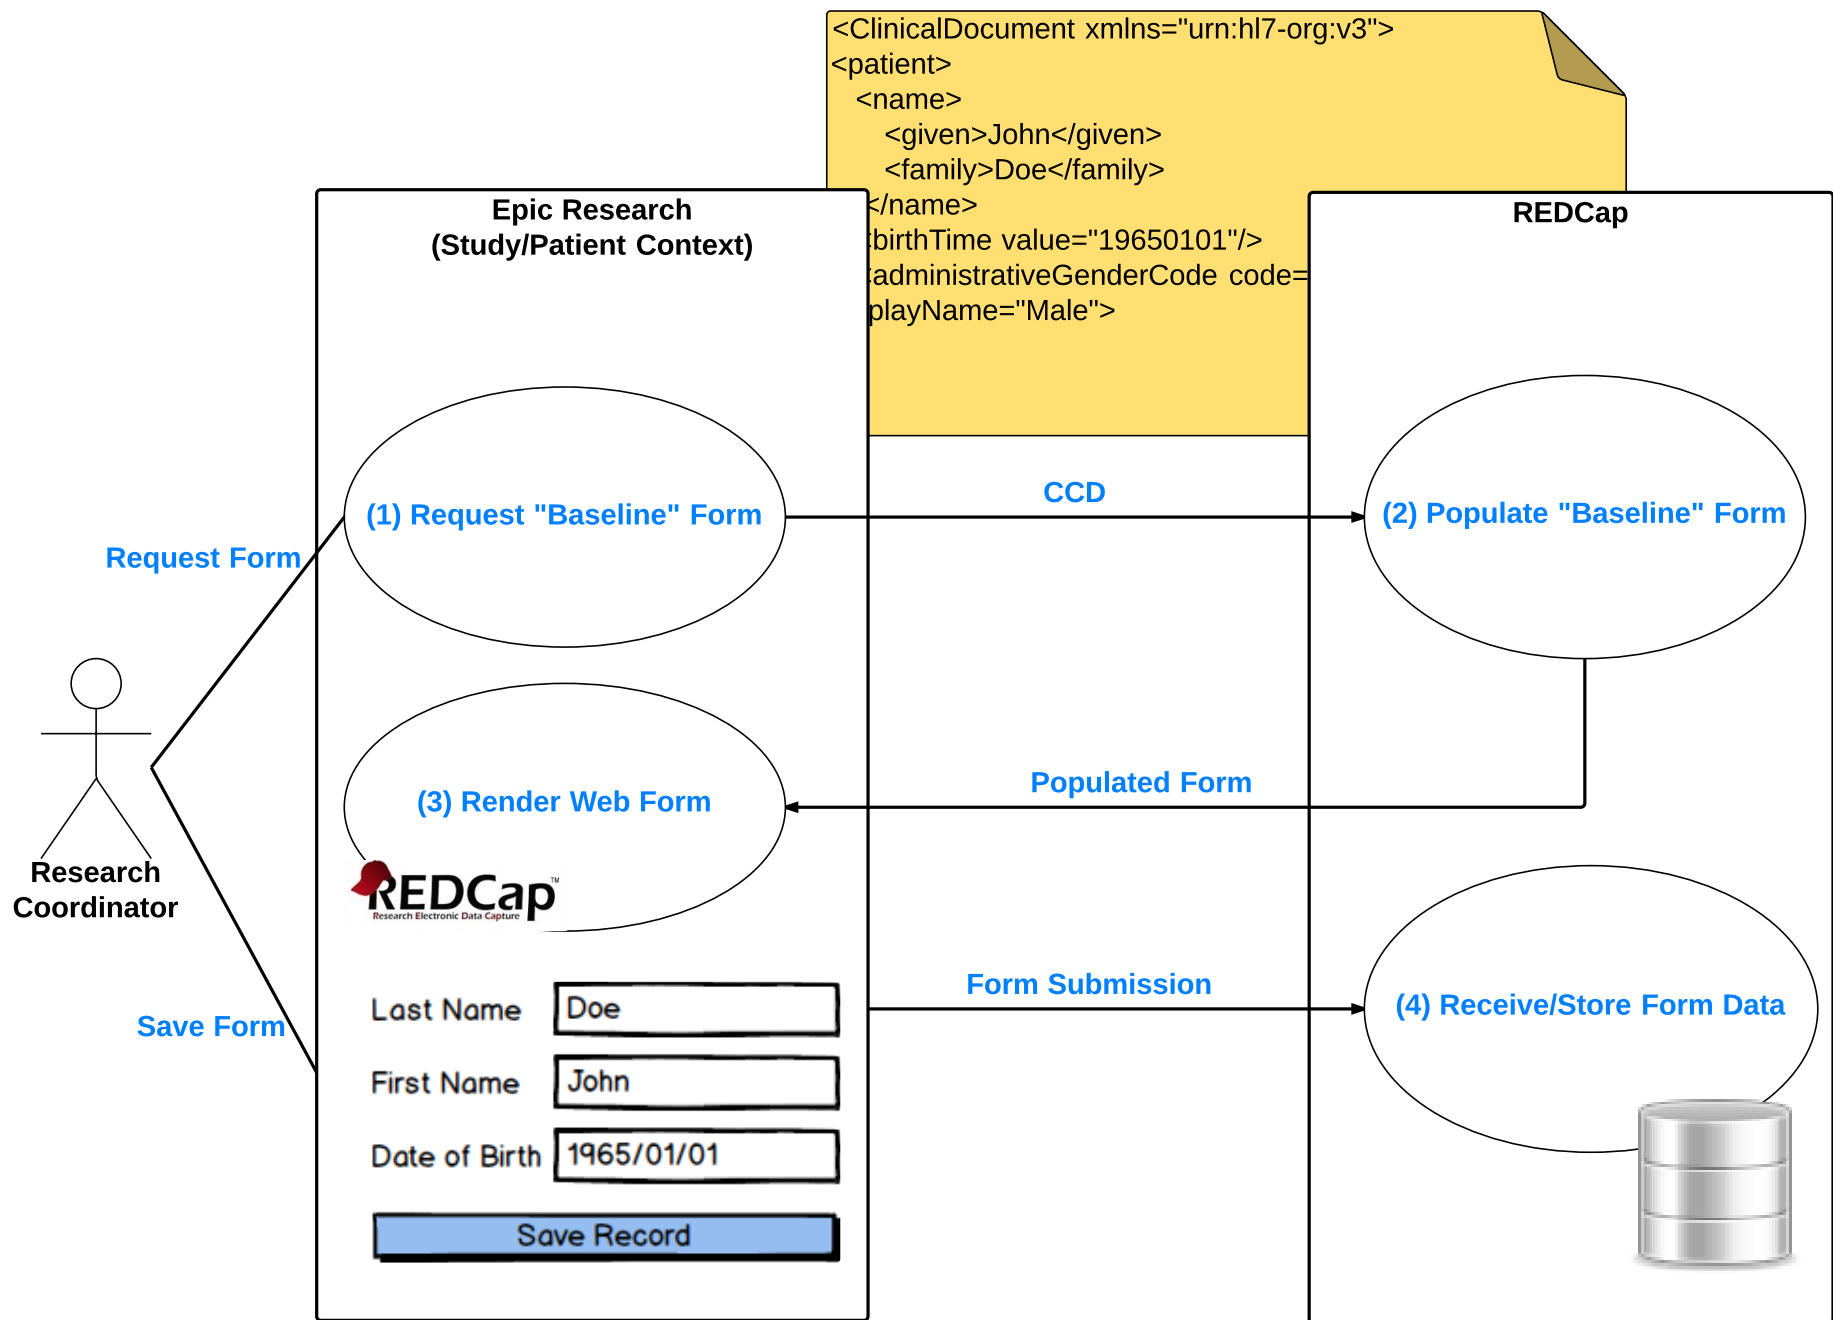 <ClinicalDocument xmlns="urn:hl7-org:v3">
<patient>
<name>
<given>John</given>
<family>Doe</family>
</name>
<birthTime value="19650101"/>
<administrativeGenderCode code=
playName="Male">
Epic Research
(Study/Patient Context)
REDCap
(1) Request "Baseline" Form
CCD
(2) Populate "Baseline" Form
Request Form
Populated Form
(3) Render Web Form
REDCap™
Research Electronic Data Capture
Research
Coordinator
Form Submission
(4) Receive/Store Form Data
Save Form
Last Name Doe
First Name John
Date of Birth 1965/01/01
Save Record